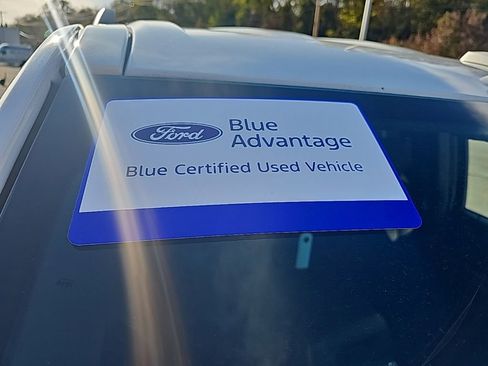 Ford
Blue
Advantage
Blue Certified Used Vehicle